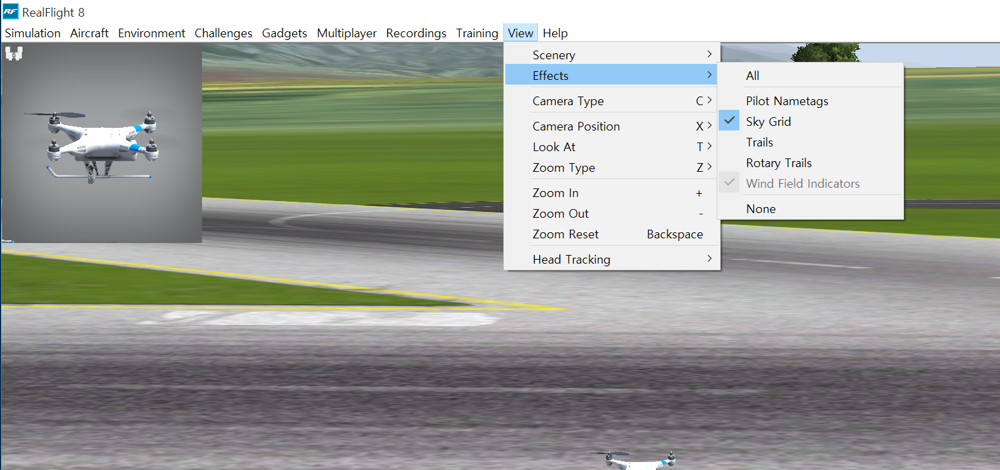 RF RealFlight 8
Simulation Aircraft Environment Challenges Gadgets Multiplayer Recordings Training View Help
Scenery
Effects
Camera Type C
Camera Position X
Look At T
Zoom Type Z
Zoom In +
Zoom Out -
Zoom Reset Backspace
Head Tracking
All
Pilot Nametags
Sky Grid
Trails
Rotary Trails
Wind Field Indicators
None